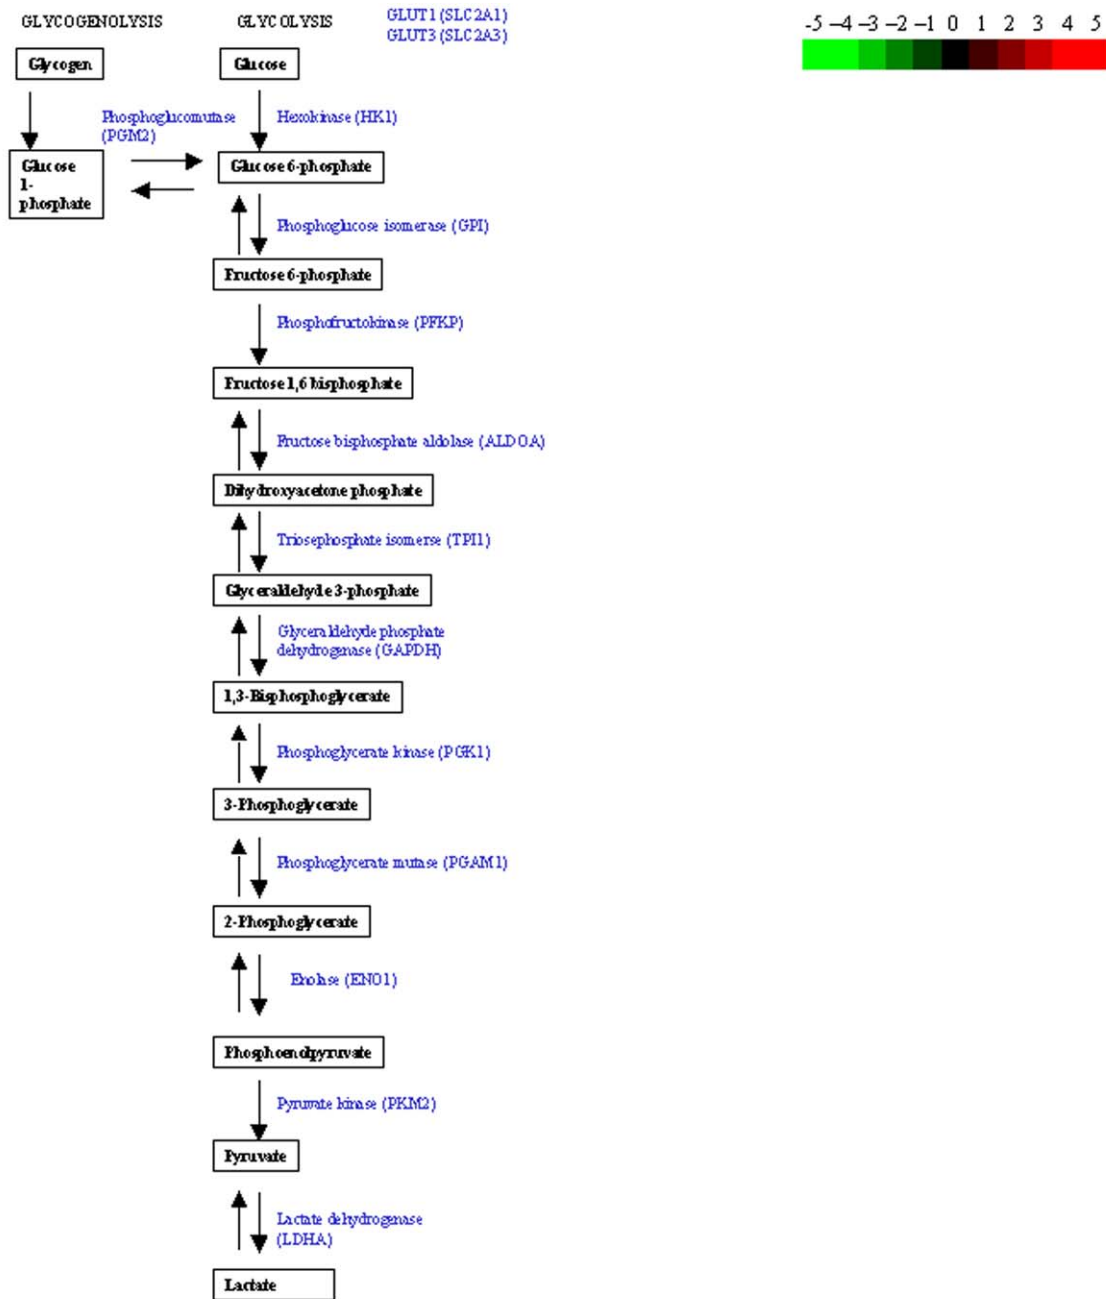 GLYCOGENOLYSIS
GLYCOLYSIS
GLUT1 (SLC2A1)
GLUT3 (SLC2A3)
-5 –4 –3 –2 –1 0 1 2 3 4 5
Glycogen
Glucose
Phosphoglucomutase
(PGM2)
Hexokinase (HK1)
Glucose
1-
phosphate
Glucose 6-phosphate
Phosphoglucose isomerase (GPI)
Fructose 6-phosphate
Phosphofructokinase (PFKP)
Fructose 1,6 bisphosphate
Fructose bisphosphate aldolase (ALDOA)
Dihydroxyacetone phosphate
Triosephosphate isomerse (TPI1)
Glyceraldehyde 3-phosphate
Glyceraldehyde phosphate
dehydrogenase (GAPDH)
1,3-Bisphosphoglycerate
Phosphoglycerate kinase (PGK1)
3-Phosphoglycerate
Phosphoglycerate mutase (PGAM1)
2-Phosphoglycerate
Enolase (ENO1)
Phosphoenolpyruvate
Pyruvate kinase (PKM2)
Pyruvate
Lactate dehydrogenase
(LDHA)
Lactate